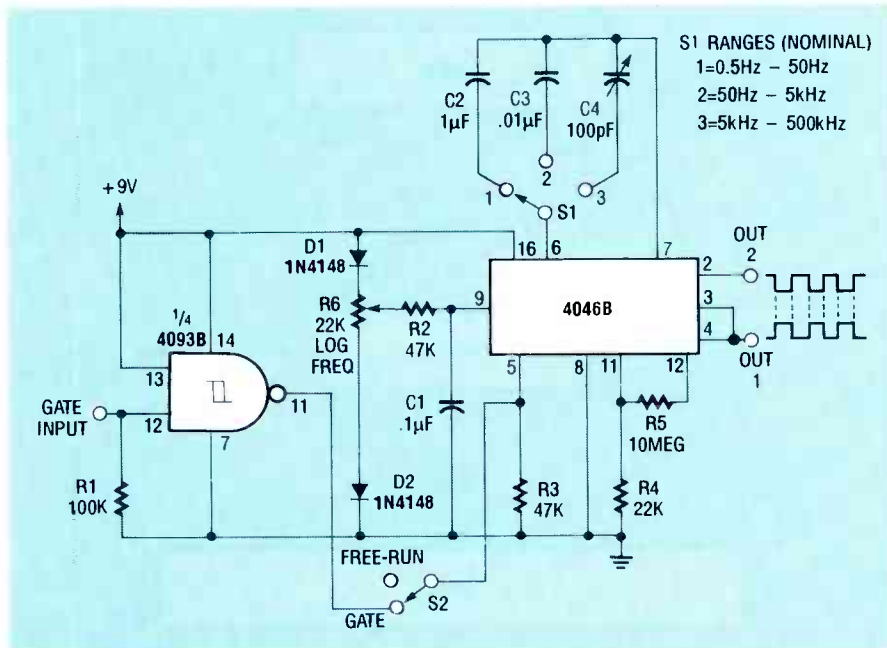 S1 RANGES (NOMINAL)
1=0.5Hz – 50Hz
2=50Hz – 5kHz
3=5kHz – 500kHz
C2
1µF
C3
.01µF
C4
100pF
1
2
3
S1
+9V
D1
1N4148
16
6
7
R6
22K
LOG
FREQ
R2
47K
9
4046B
2
3
4
OUT
2
OUT
1
1/4
4093B
14
13
12
11
7
GATE
INPUT
R1
100K
C1
.1µF
5
8
11
12
R5
10MEG
D2
1N4148
R3
47K
R4
22K
FREE-RUN
GATE
S2